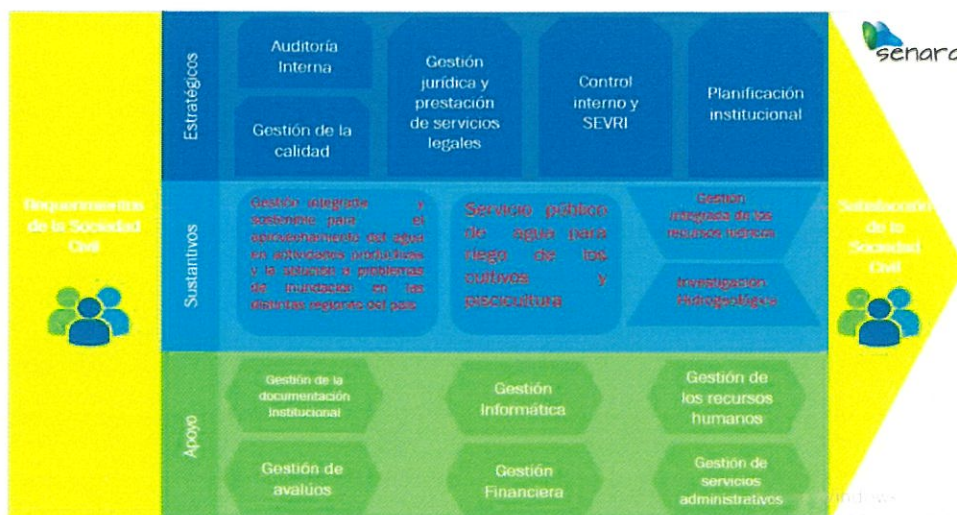 senara
Estratégicos
Auditoría
Interna
Gestión de la
calidad
Gestión
jurídica y
prestación
de servicios
legales
Control
interno y
SEVRI
Planificación
institucional
Requerimientos
de la Sociedad
Civil
Sustantivos
Gestión integrada y
sostenible para el
aprovechamiento del agua
en actividades productivas
y la solución a problemas
de inundación en las
distintas regiones del país
Servicio público
de agua para
riego de los
cultivos y
piscicultura
Gestión
integrada de los
recursos hídricos
Investigación
Hidrogeológica
Satisfacción
de la
Sociedad
Civil
Apoyo
Gestión de la
documentación
Institucional
Gestión
Informática
Gestión de
los recursos
humanos
Gestión de
avalúos
Gestión
Financiera
Gestión de
servicios
administrativos